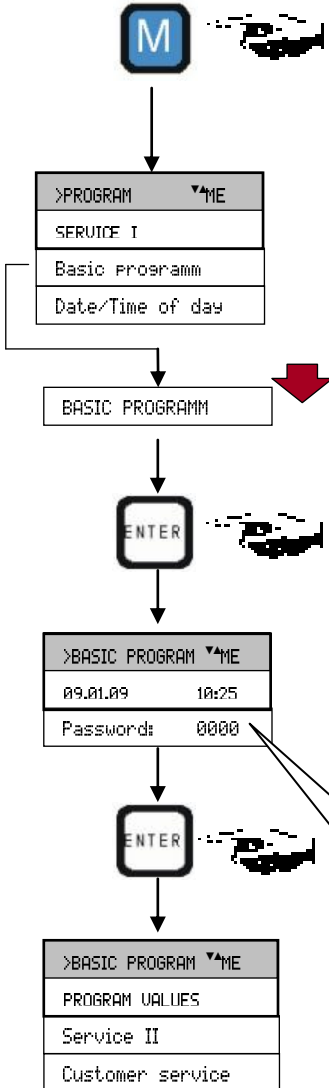 M
>PROGRAM ▼▲ME
SERVICE I
Basic programm
Date/Time of day
BASIC PROGRAMM
ENTER
>BASIC PROGRAM ▼▲ME
09.01.09 10:25
Password: 0000
ENTER
>BASIC PROGRAM ▼▲ME
PROGRAM VALUES
Service II
Customer service